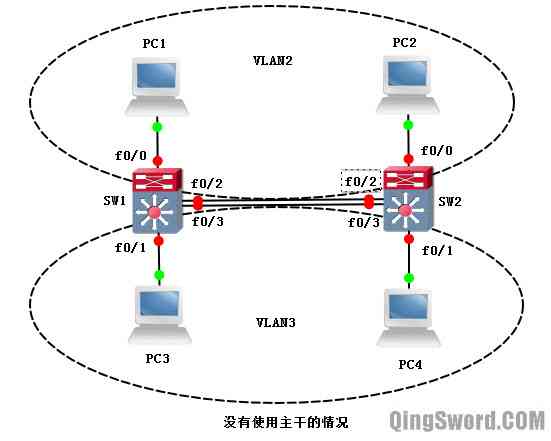 PC1
PC2
VLAN2
f0/0
f0/0
f0/2
f0/2
SW1
SW2
f0/3
f0/3
f0/1
f0/1
VLAN3
PC3
PC4
没有使用主干的情况
QingSword.COM